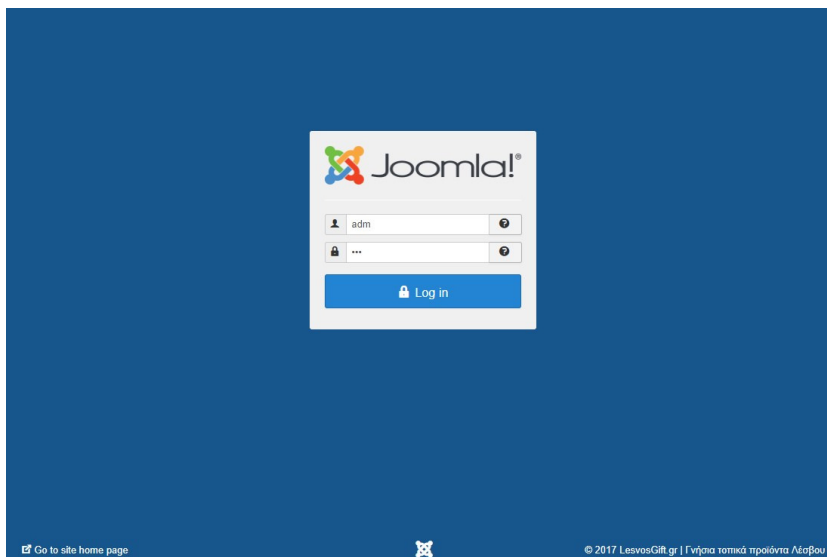 Joomla!®
adm
•••
Log in
Go to site home page
© 2017 LesvosGift.gr | Γνήσια τοπικά προϊόντα Λέσβου